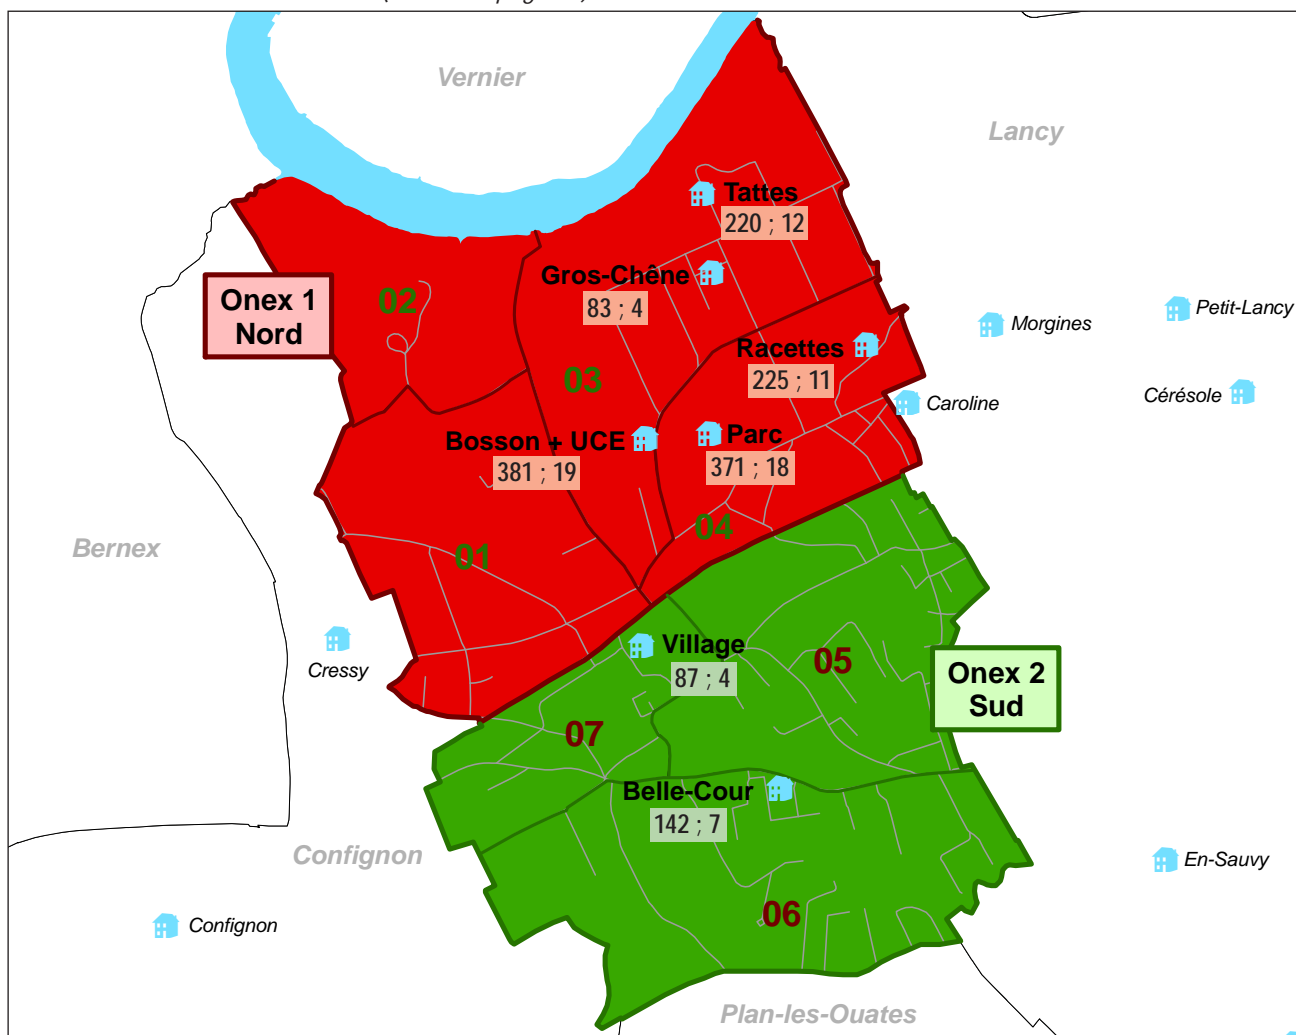 Vernier
Lancy
Tattes
220 ; 12
Gros-Chêne
83 ; 4
Onex 1
Nord
02
Petit-Lancy
Morgines
Racettes
225 ; 11
03
Cérésole
Caroline
Bosson + UCE
381 ; 19
Parc
371 ; 18
04
Bernex
01
Village
87 ; 4
05
Cressy
Onex 2
Sud
07
Belle-Cour
142 ; 7
Confignon
En-Sauvy
06
Confignon
Plan-les-Ouates